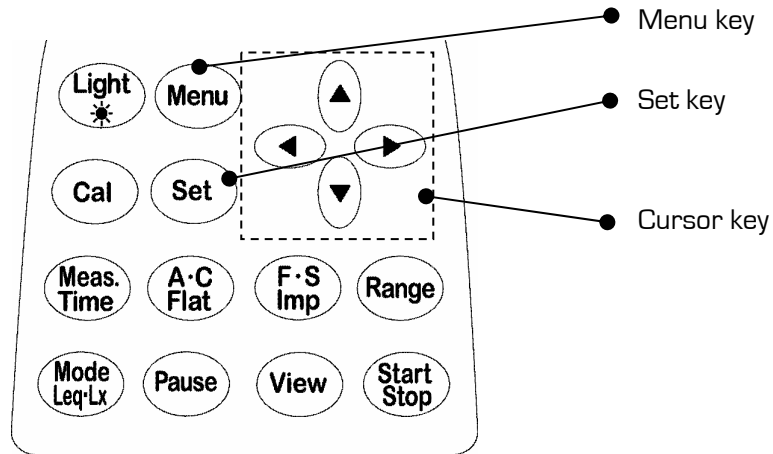 Menu key
Light
Menu
Set key
Cal
Set
Cursor key
Meas.
Time
A·C
Flat
F·S
Imp
Range
Mode
Leq·Lx
Pause
View
Start
Stop